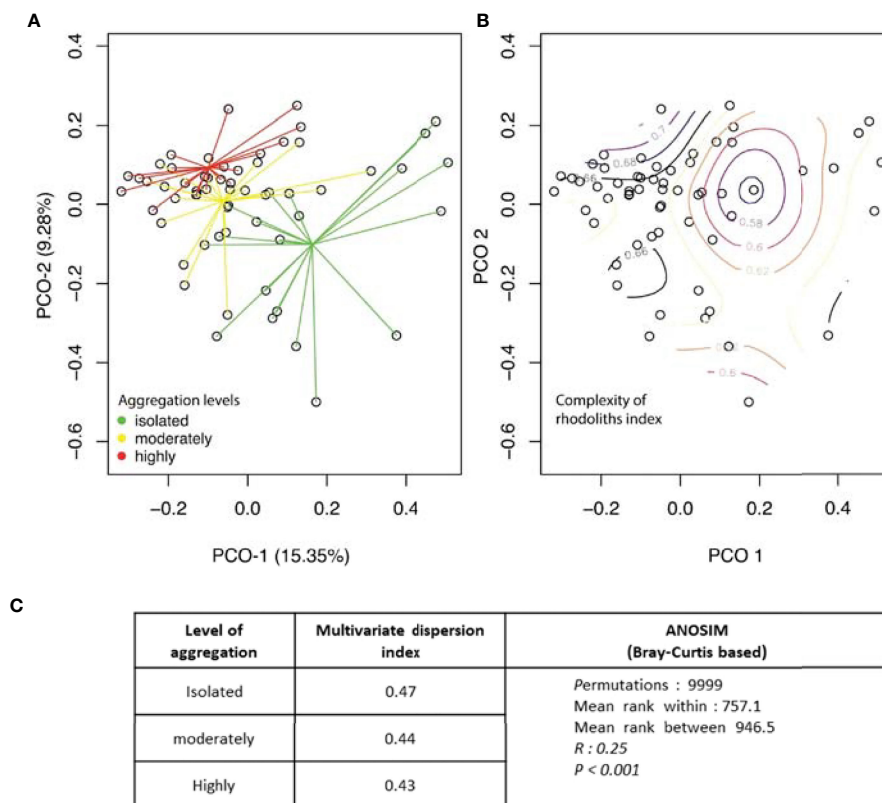 A
B
0.4
0.2
0.0
−0.2
−0.4
−0.6
PCO-2 (9.28%)
Aggregation levels
isolated
moderately
highly
−0.2
0.0
0.2
0.4
PCO-1 (15.35%)
0.4
0.2
0.0
−0.2
−0.4
−0.6
PCO 2
0.7
0.68
0.66
0.58
0.6
0.62
0.66
0.6
Complexity of
rhodoliths index
−0.2
0.0
0.2
0.4
PCO 1
C
Level of
aggregation
Multivariate dispersion
index
ANOSIM
(Bray-Curtis based)
Isolated
0.47
Permutations : 9999
Mean rank within : 757.1
Mean rank between 946.5
R : 0.25
P < 0.001
moderately
0.44
Highly
0.43